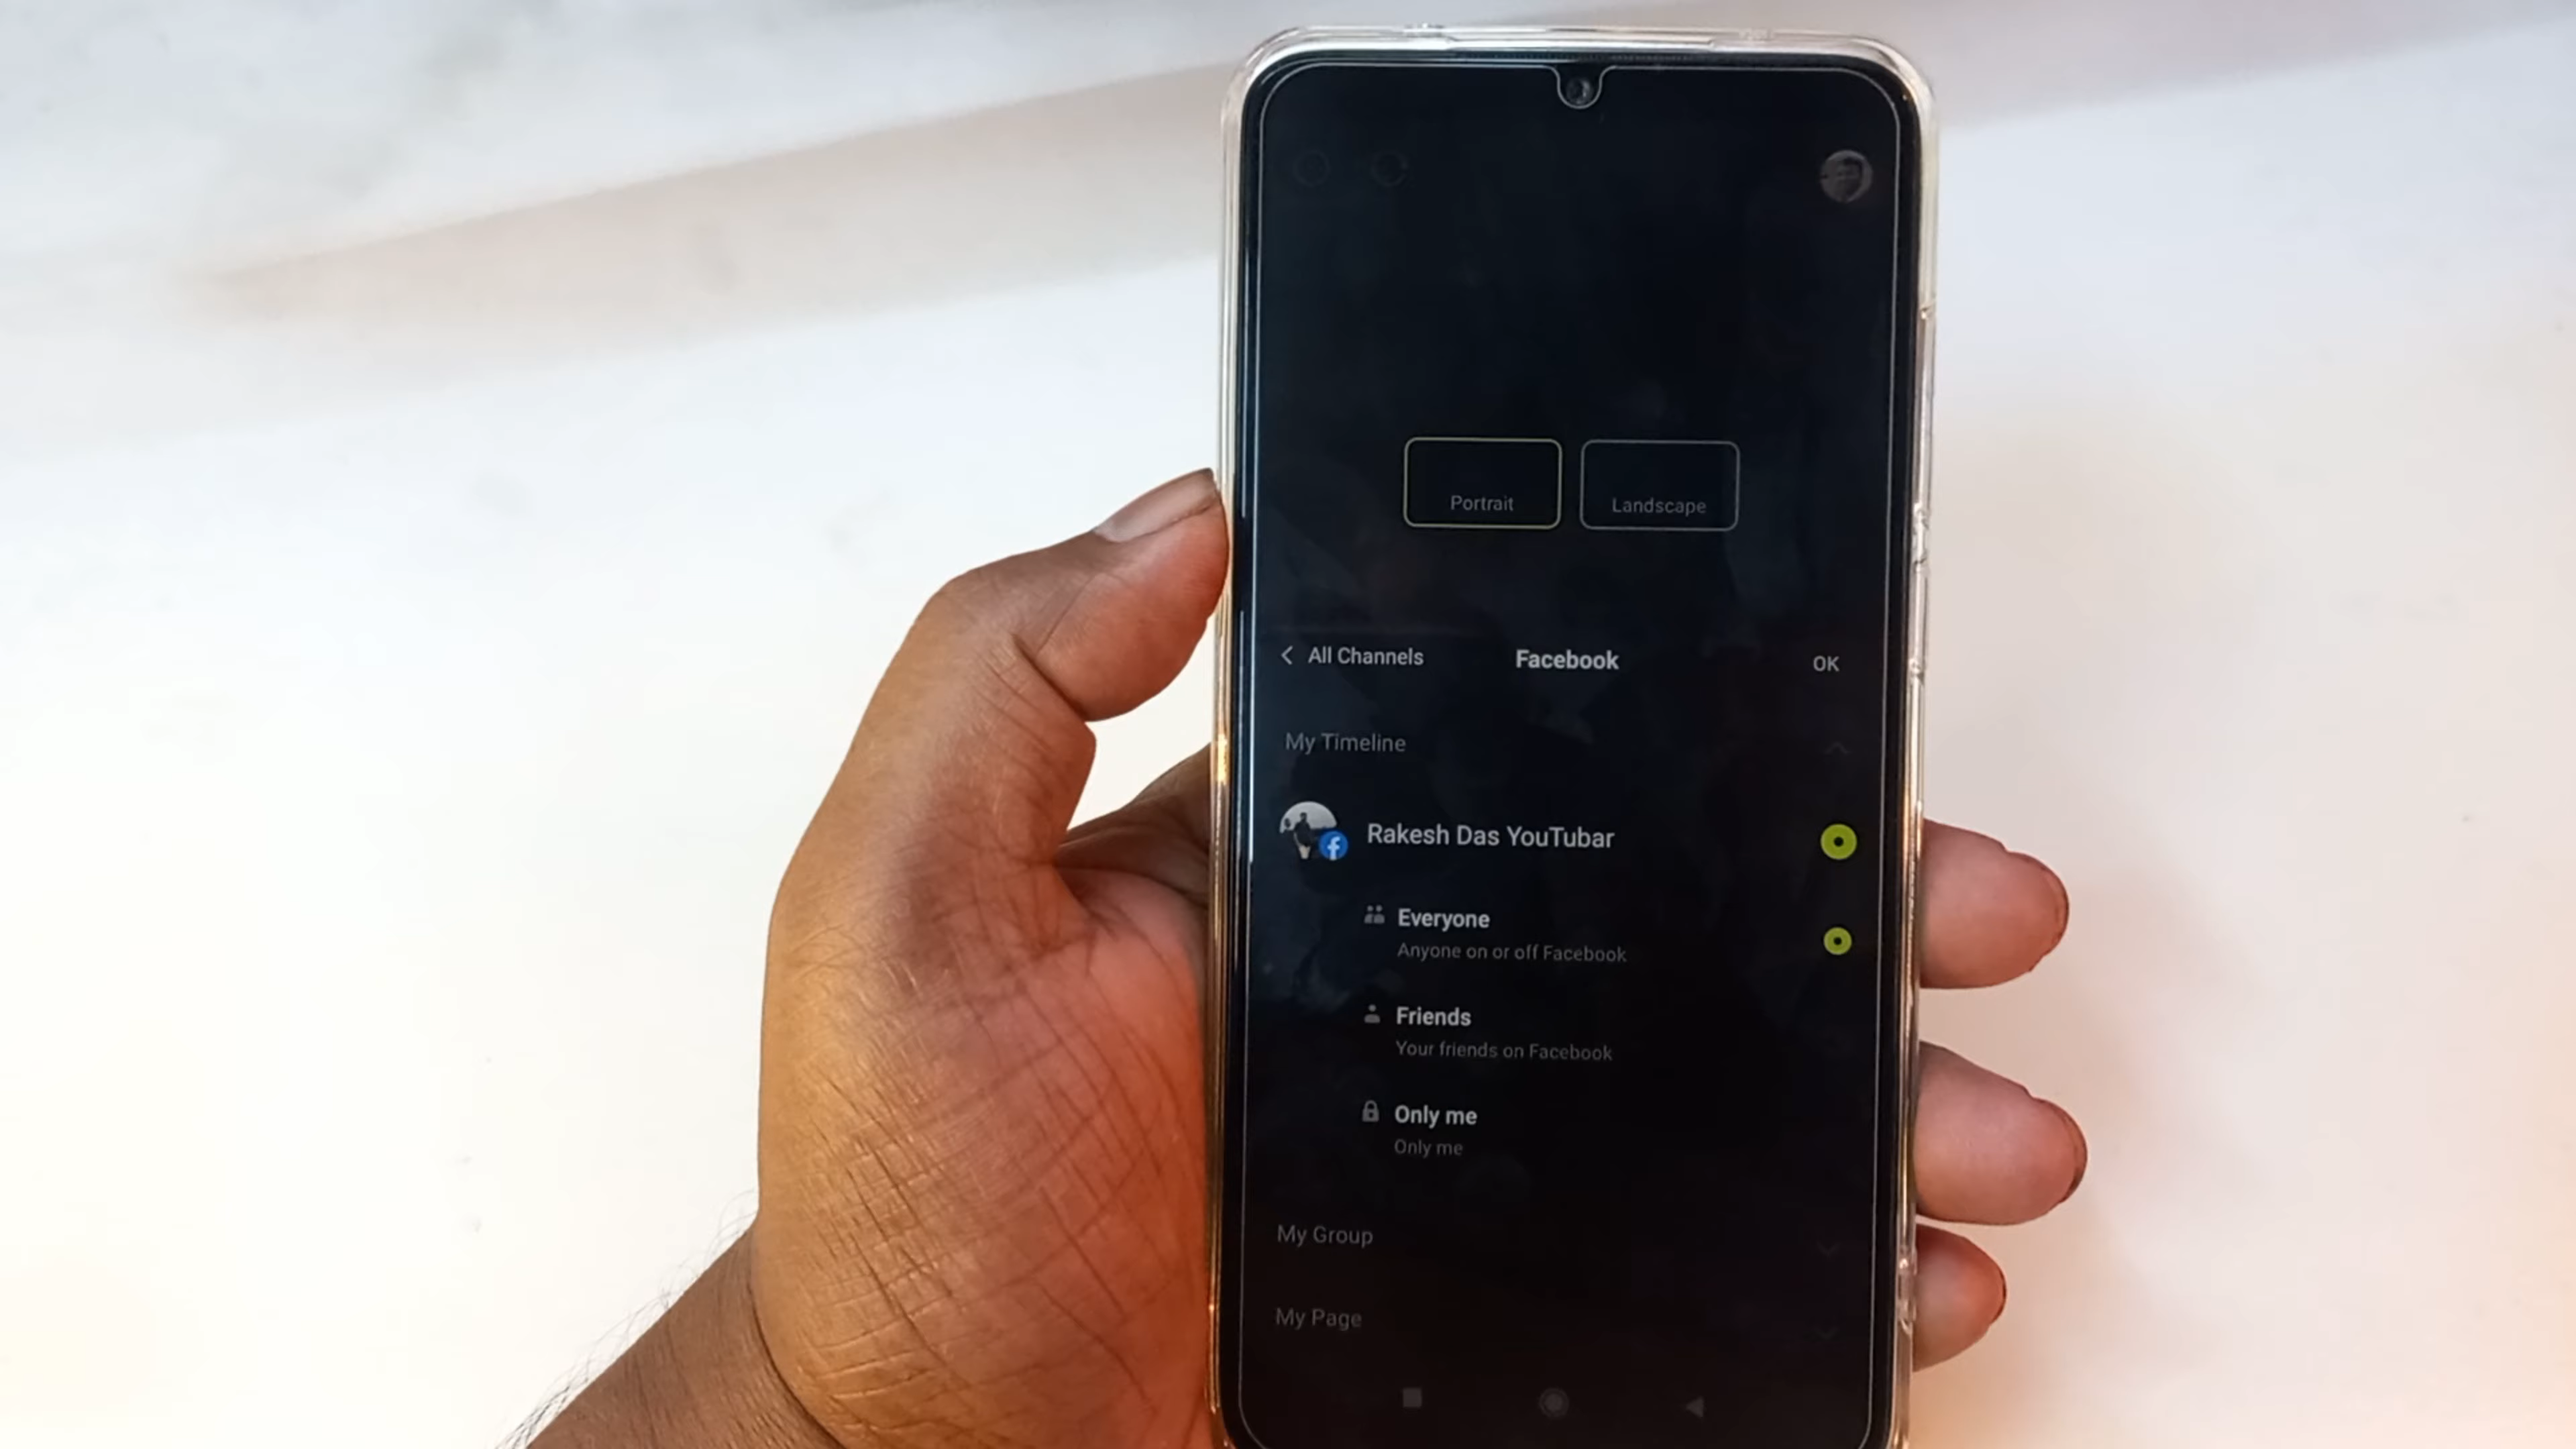 Portrait
Landscape
All Channels
Facebook
OK
My Timeline
Rakesh Das YouTubar
Everyone
Anyone on or off Facebook
Friends
Your friends on Facebook
Only me
Only me
My Group
My Page